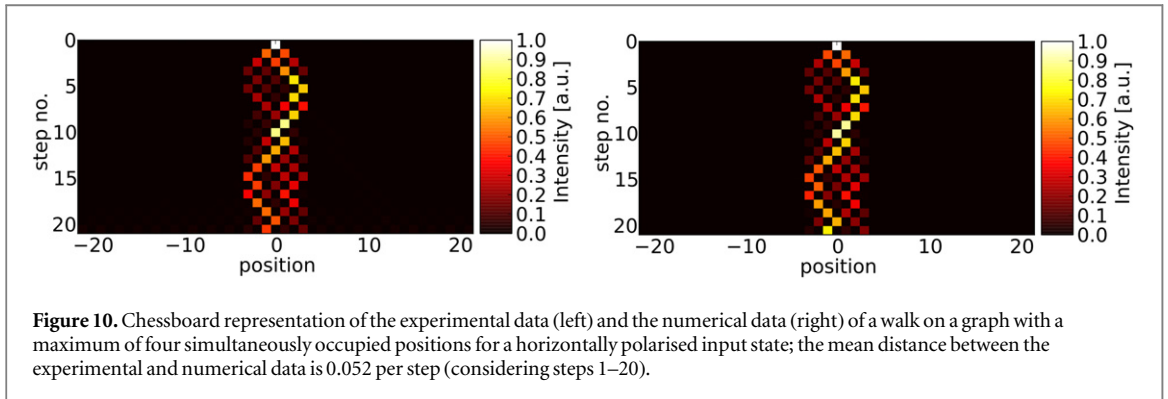 0
5
10
15
20
step no.
−20 −10 0 10 20
position
1.0
0.9
0.8
0.7
0.6
0.5
0.4
0.3
0.2
0.1
0.0
Intensity [a.u.]
0
5
10
15
20
step no.
−20 −10 0 10 20
position
1.0
0.9
0.8
0.7
0.6
0.5
0.4
0.3
0.2
0.1
0.0
Intensity [a.u.]
Figure 10. Chessboard representation of the experimental data (left) and the numerical data (right) of a walk on a graph with a
maximum of four simultaneously occupied positions for a horizontally polarised input state; the mean distance between the
experimental and numerical data is 0.052 per step (considering steps 1–20).